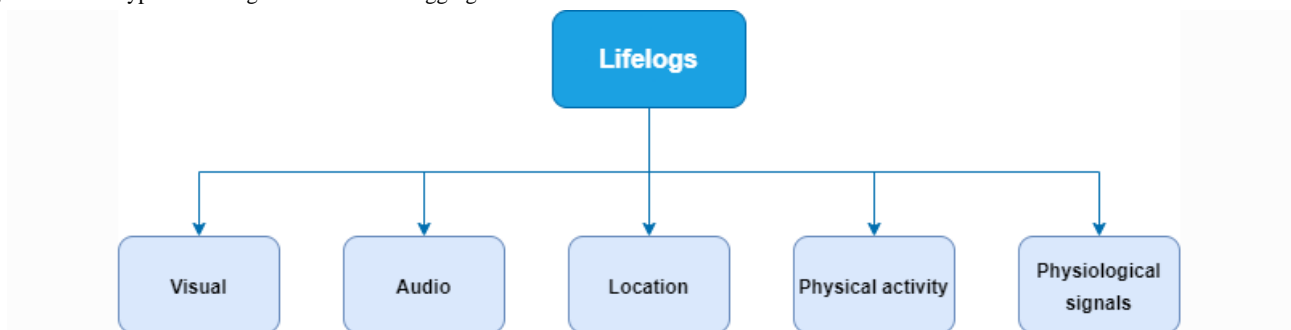 Lifelogs
Visual
Audio
Location
Physical activity
Physiological
signals